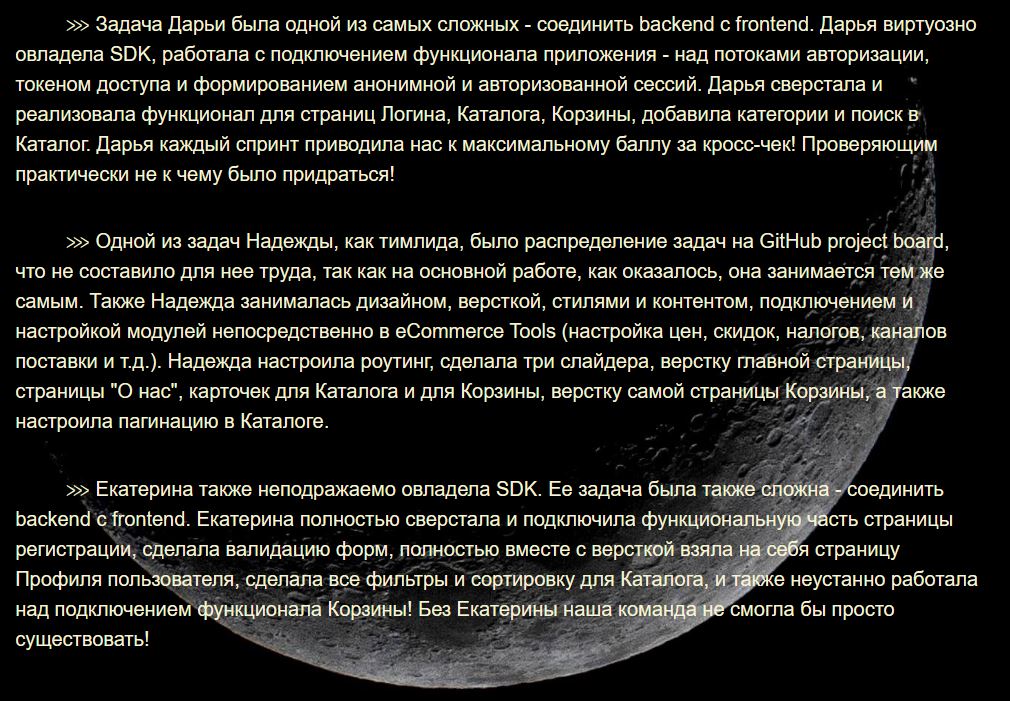 >>> Задача Дарьи была одной из самых сложных - соединить backend с frontend. Дарья виртуозно
овладела SDK, работала с подключением функционала приложения - над потоками авторизации,
токеном доступа и формированием анонимной и авторизованной сессий. Дарья сверстала и
реализовала функционал для страниц Логина, Каталога, Корзины, добавила категории и поиск в
Каталог. Дарья каждый спринт приводила нас к максимальному баллу за кросс-чек! Проверяющим
практически не к чему было придраться!
>>> Одной из задач Надежды, как тимлида, было распределение задач на GitHub project board,
что не составило для нее труда, так как на основной работе, как оказалось, она занимается тем же
самым. Также Надежда занималась дизайном, версткой, стилями и контентом, подключением и
настройкой модулей непосредственно в eCommerce Tools (настройка цен, скидок, налогов, каналов
поставки и т.д.). Надежда настроила роутинг, сделала три слайдера, верстку главной страницы,
страницы "О нас", карточек для Каталога и для Корзины, верстку самой страницы Корзины, а также
настроила пагинацию в Каталоге.
>>> Екатерина также неподражаемо овладела SDK. Ее задача была также сложна - соединить
backend с frontend. Екатерина полностью сверстала и подключила функциональную часть страницы
регистрации, сделала валидацию форм, полностью вместе с версткой взяла на себя страницу
Профиля пользователя, сделала все фильтры и сортировку для Каталога, и также неустанно работала
над подключением функционала Корзины! Без Екатерины наша команда не смогла бы просто
существовать!